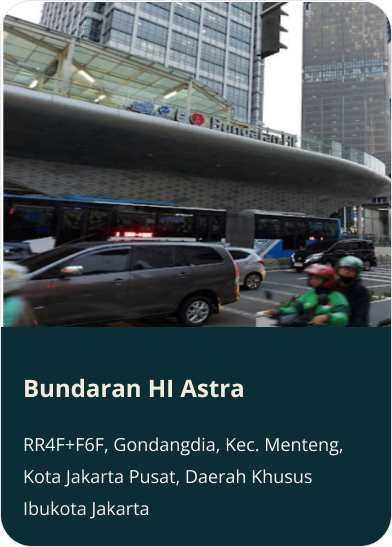 Bundaran HI
Bundaran HI Astra
RR4F+F6F, Gondangdia, Kec. Menteng,
Kota Jakarta Pusat, Daerah Khusus
Ibukota Jakarta